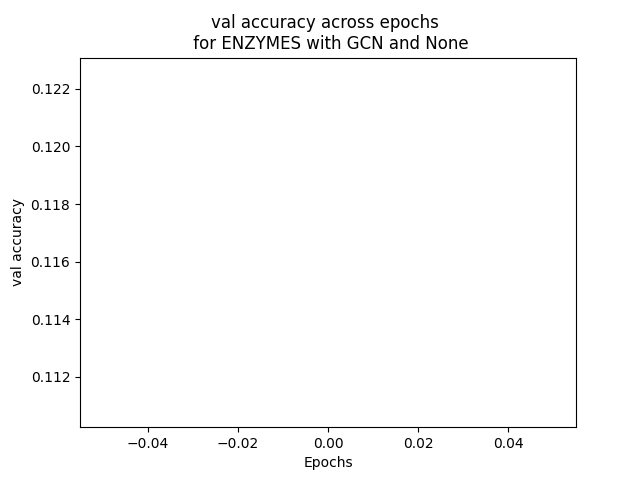 val accuracy across epochs
for ENZYMES with GCN and None
0.122
0.120
0.118
0.116
0.114
0.112
val accuracy
−0.04
−0.02
0.00
0.02
0.04
Epochs